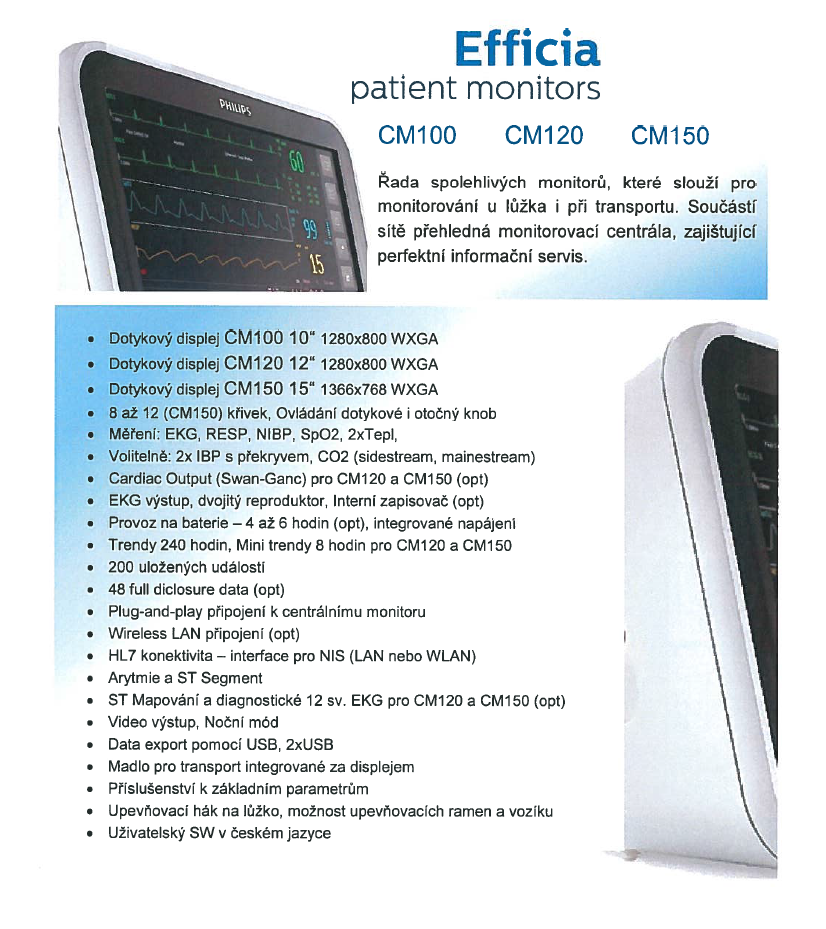 Efficia
patient monitors
PHILIPS
CM100 CM120 CM150
60
99
15
Řada spolehlivých monitorů, které slouží pro
monitorování u lůžka i při transportu. Součástí
sítě přehledná monitorovací centrála, zajištující
perfektní informační servis.
• Dotykový displej CM100 10“ 1280x800 WXGA
• Dotykový displej CM120 12“ 1280x800 WXGA
• Dotykový displej CM150 15“ 1366x768 WXGA
• 8 až 12 (CM150) křivek, Ovládání dotykové i otočný knob
• Měření: EKG, RESP, NIBP, SpO2, 2xTepl,
• Volitelně: 2x IBP s překryvem, CO2 (sidestream, mainestream)
• Cardiac Output (Swan-Ganc) pro CM120 a CM150 (opt)
• EKG výstup, dvojitý reproduktor, Interní zapisovač (opt)
• Provoz na baterie – 4 až 6 hodin (opt), integrované napájení
• Trendy 240 hodin, Mini trendy 8 hodin pro CM120 a CM150
• 200 uložených událostí
• 48 full diclosure data (opt)
• Plug-and-play připojení k centrálnímu monitoru
• Wireless LAN připojení (opt)
• HL7 konektivita – interface pro NIS (LAN nebo WLAN)
• Arytmie a ST Segment
• ST Mapování a diagnostické 12 sv. EKG pro CM120 a CM150 (opt)
• Video výstup, Noční mód
• Data export pomocí USB, 2xUSB
• Madlo pro transport integrované za displejem
• Příslušenství k základním parametrům
• Upevňovací hák na lůžko, možnost upevňovacích ramen a vozíku
• Uživatelský SW v českém jazyce